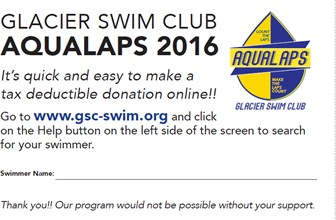 GLACIER SWIM CLUB
AQUALAPS 2016
COUNT
THE
LAPS
AQUALAPS
MAKE
THE
LAPS
COUNT
GLACIER SWIM CLUB
It's quick and easy to make a
tax deductible donation online!!
Go to www.gsc-swim.org and click
on the Help button on the left side of the screen to search
for your swimmer.
Swimmer Name:
Thank you!! Our program would not be possible without your support.